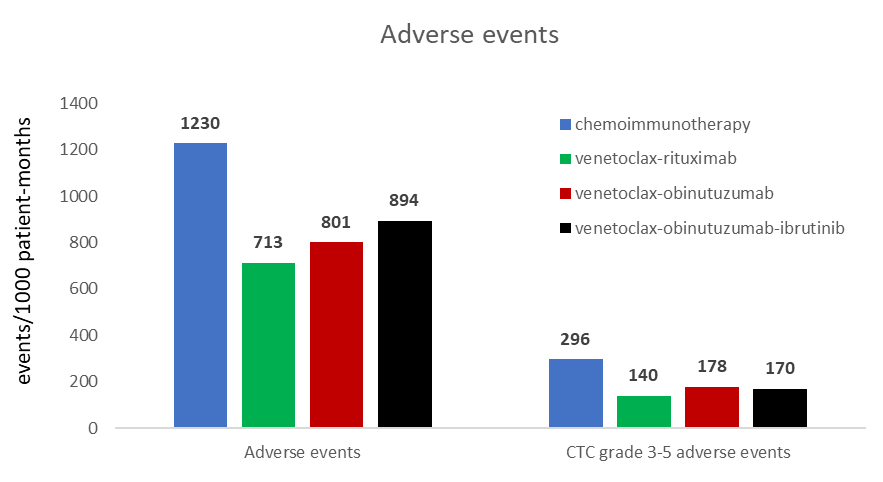 Adverse events
events/1000 patient-months
1400
1200
1000
800
600
400
200
0
1230
713
801
894
296
140
178
170
chemoimmunotherapy
venetoclax-rituximab
venetoclax-obinutuzumab
venetoclax-obinutuzumab-ibrutinib
Adverse events
CTC grade 3-5 adverse events